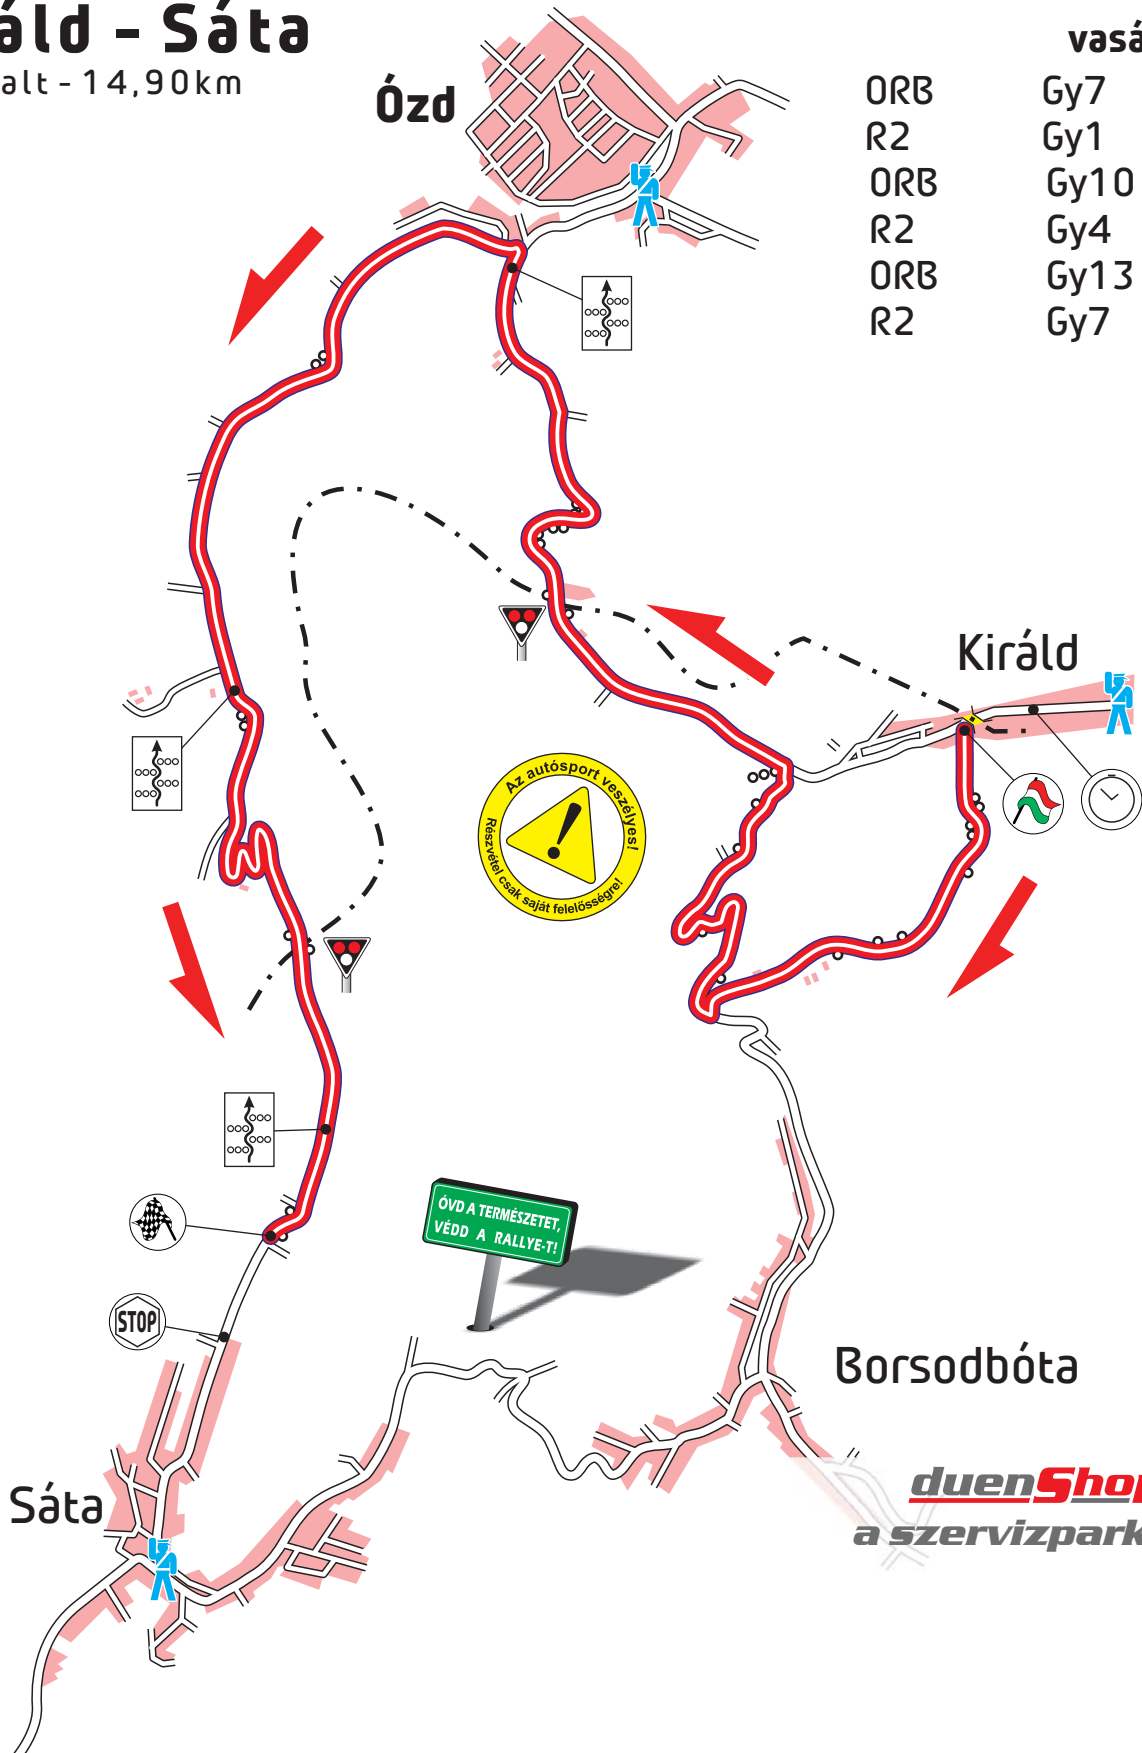 áld - Sáta
alt - 14,90km
Ózd
vasá
ORB Gy7
R2 Gy1
ORB Gy10
R2 Gy4
ORB Gy13
R2 Gy7
Királd
Az autósport veszélyes!
Részvétel csak saját felelősségre!
ÓVD A TERMÉSZETET,
VÉDD A RALLYE-T!
STOP
Borsodbóta
Sáta
duenShop
a szervizpark